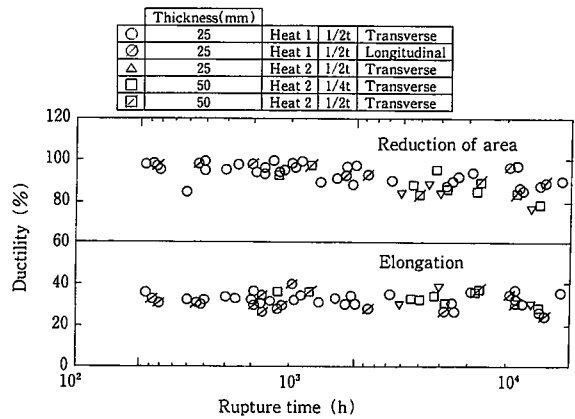 Thickness(mm)
○ 25 Heat 1 1/2t Transverse
⊘ 25 Heat 1 1/2t Longitudinal
△ 25 Heat 2 1/2t Transverse
□ 50 Heat 2 1/4t Transverse
⧄ 50 Heat 2 1/2t Transverse
120
100
80
60
40
20
0
Ductility (%)
Reduction of area
Elongation
10² 10³ 10⁴
Rupture time (h)